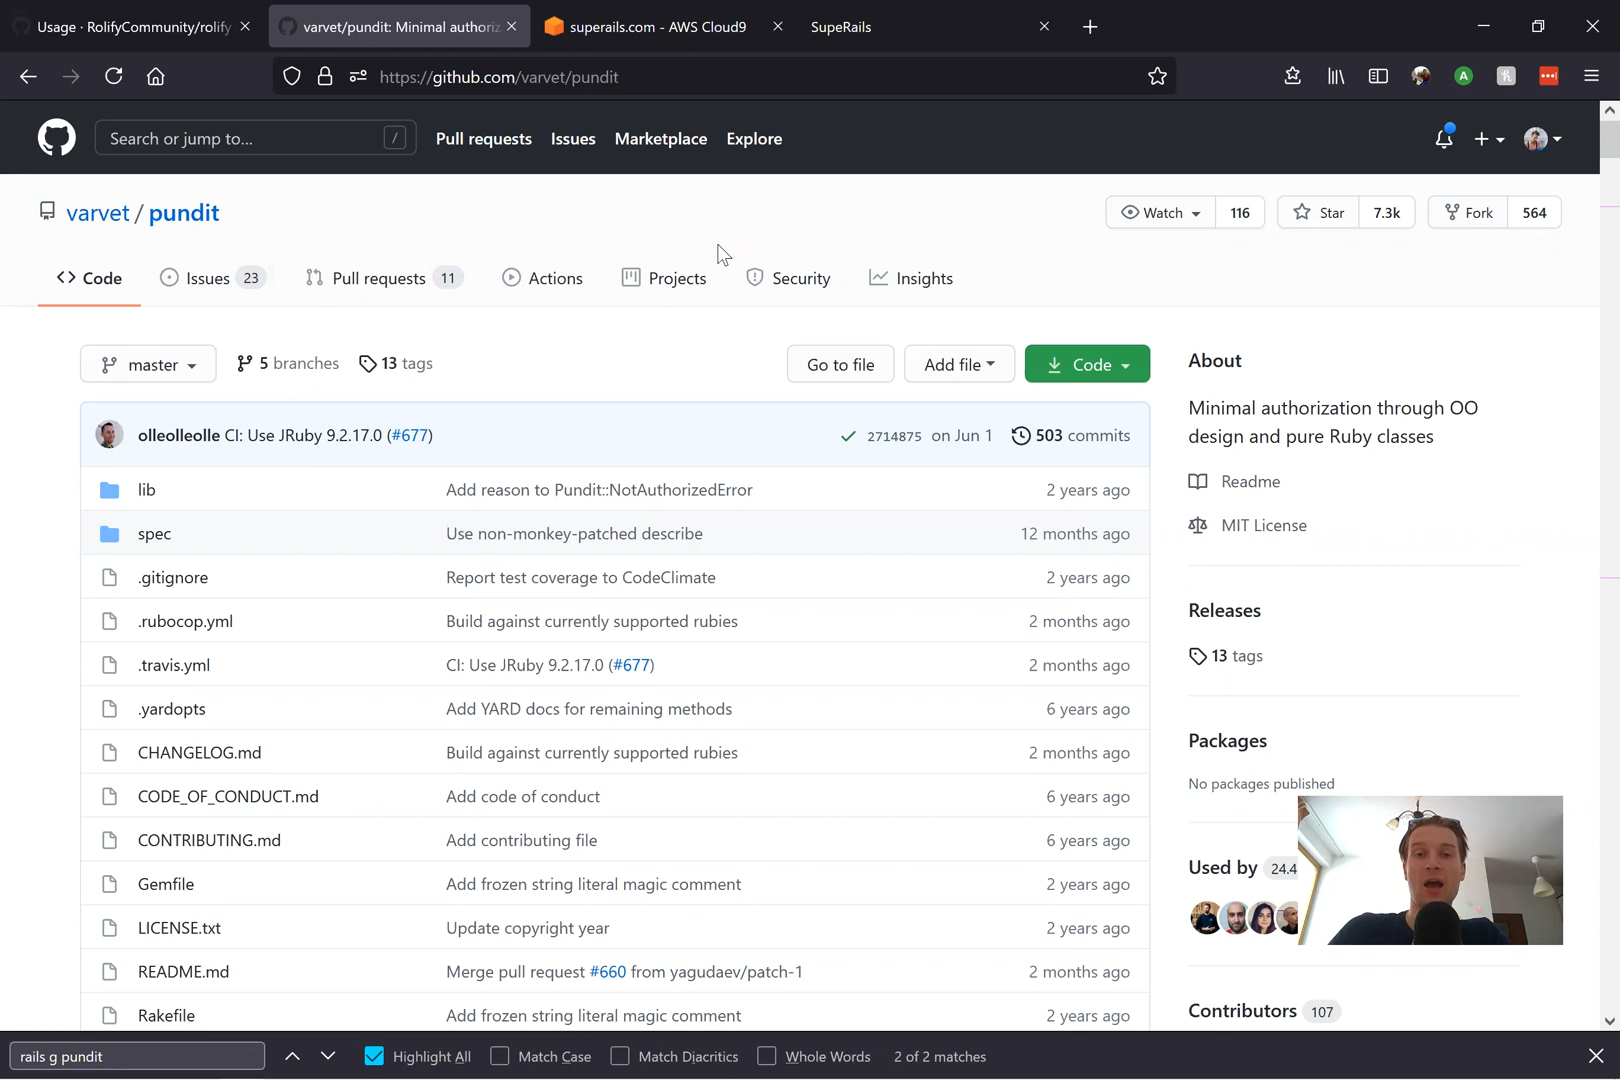 Usage · RolifyCommunity/rolify
varvet/pundit: Minimal authoriz
superails.com - AWS Cloud9
SupeRails
https://github.com/varvet/pundit
A
Search or jump to...
/
Pull requests
Issues
Marketplace
Explore
varvet / pundit
Watch
116
Star
7.3k
Fork
564
Code
Issues 23
Pull requests 11
Actions
Projects
Security
Insights
master
5 branches
13 tags
Go to file
Add file
Code
olleolleolle CI: Use JRuby 9.2.17.0 (#677)
2714875 on Jun 1
503 commits
lib Add reason to Pundit::NotAuthorizedError 2 years ago
spec Use non-monkey-patched describe 12 months ago
.gitignore Report test coverage to CodeClimate 2 years ago
.rubocop.yml Build against currently supported rubies 2 months ago
.travis.yml CI: Use JRuby 9.2.17.0 (#677) 2 months ago
.yardopts Add YARD docs for remaining methods 6 years ago
CHANGELOG.md Build against currently supported rubies 2 months ago
CODE_OF_CONDUCT.md Add code of conduct 6 years ago
CONTRIBUTING.md Add contributing file 6 years ago
Gemfile Add frozen string literal magic comment 2 years ago
LICENSE.txt Update copyright year 2 years ago
README.md Merge pull request #660 from yagudaev/patch-1 2 months ago
Rakefile Add frozen string literal magic comment 2 years ago
About
Minimal authorization through OO
design and pure Ruby classes
Readme
MIT License
Releases
13 tags
Packages
No packages published
Used by 24.4
Contributors 107
rails g pundit
Highlight All
Match Case
Match Diacritics
Whole Words
2 of 2 matches